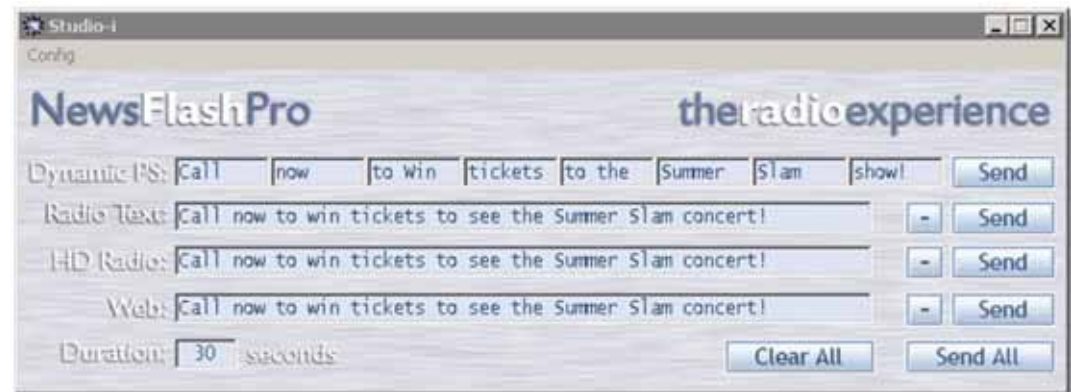 Studio-i
Config
NewsFlashPro theradioexperience
Dynamic PS: Call now to Win tickets to the Summer Slam show! Send
Radio Text: Call now to win tickets to see the Summer Slam concert! - Send
HD Radio: Call now to win tickets to see the Summer Slam concert! - Send
Web: Call now to win tickets to see the Summer Slam concert! - Send
Duration: 30 seconds Clear All Send All